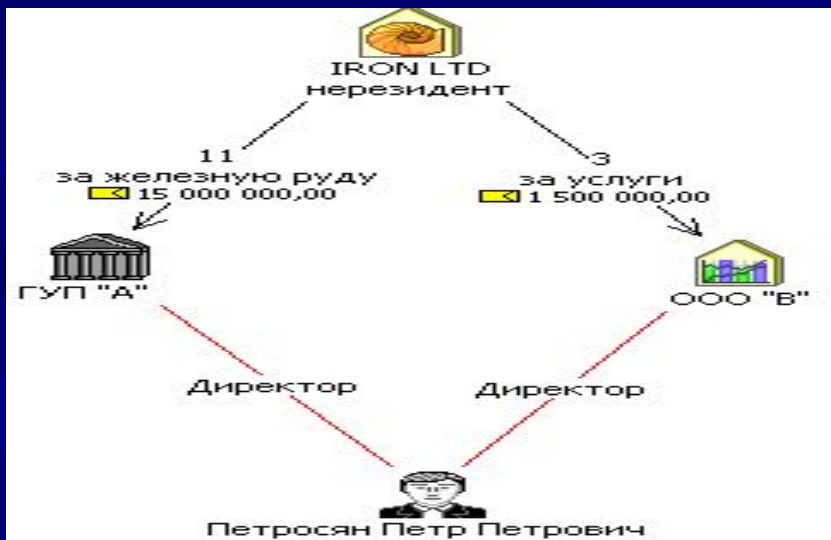 IRON LTD
нерезидент
11
за железную руду
15 000 000,00
3
за услуги
1 500 000,00
ГУП "А"
ООО "В"
Директор
Директор
Петросян Петр Петрович